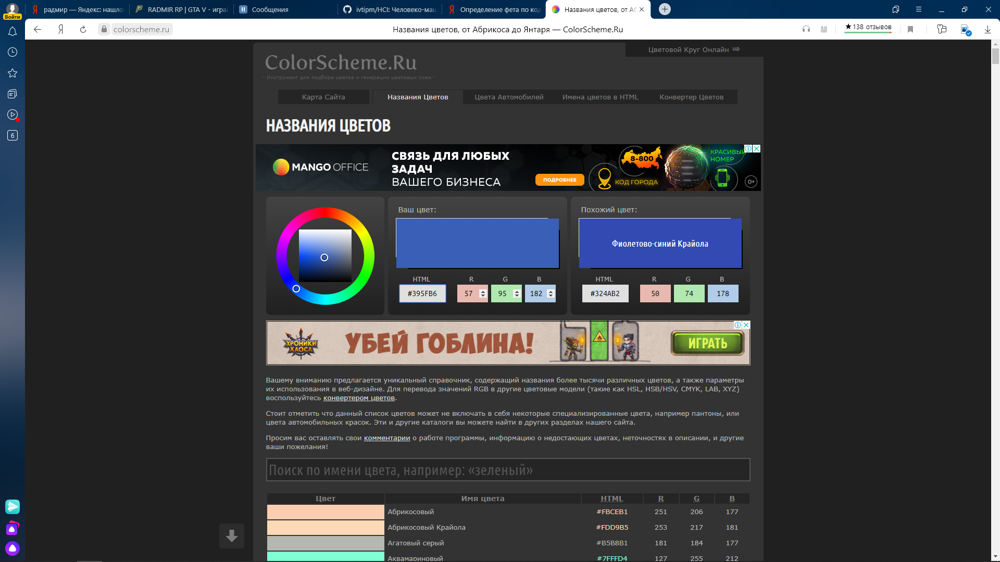 Войти
радмир — Яндекс: нашло
RADMIR RP | GTA V - играй
Сообщения
ivtipm/HCI: Человеко-маш
Определение фета по код
Названия цветов, от Аб
colorscheme.ru
Названия цветов, от Абрикоса до Янтаря — ColorScheme.Ru
★138 отзывов
6
Цветовой Круг Онлайн ⇒
ColorScheme.Ru
· Инструмент для подбора цветов и генерации цветовых схем ·
Карта Сайта
Названия Цветов
Цвета Автомобилей
Имена цветов в HTML
Конвертер Цветов
НАЗВАНИЯ ЦВЕТОВ
MANGO OFFICE
СВЯЗЬ ДЛЯ ЛЮБЫХ
ЗАДАЧ
ВАШЕГО БИЗНЕСА
ПОДРОБНЕЕ
8-800
КОД ГОРОДА
КРАСИВЫЙ
НОМЕР
0+
Ваш цвет:
HTML R G B
#395FB6 57 95 182
Похожий цвет:
Фиолетово-синий Крайола
HTML R G B
#324AB2 50 74 178
ХРОНИКИ
ХАОСА
УБЕЙ ГОБЛИНА!
ИГРАТЬ
Вашему вниманию предлагается уникальный справочник, содержащий названия более тысячи различных цветов, а также параметры
их использования в веб-дизайне. Для перевода значений RGB в другие цветовые модели (такие как HSL, HSB/HSV, CMYK, LAB, XYZ)
воспользуйтесь конвертером цветов.
Стоит отметить что данный список цветов может не включать в себя некоторые специализированные цвета, например пантоны, или
цвета автомобильных красок. Эти и другие каталоги вы можете найти в других разделах нашего сайта.
Просим вас оставлять свои комментарии о работе программы, информацию о недостающих цветах, неточностях в описании, и другие
ваши пожелания!
Поиск по имени цвета, например: «зеленый»
Цвет Имя цвета HTML R G B
Абрикосовый #FBCEB1 251 206 177
Абрикосовый Крайола #FDD9B5 253 217 181
Агатовый серый #B5B8B1 181 184 177
Аквамариновый #7FFFD4 127 255 212